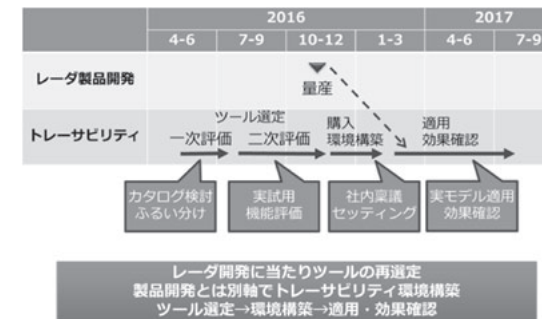 2016 2017
4-6 7-9 10-12 1-3 4-6 7-9
レーダ製品開発
量産
トレーサビリティ
ツール選定
一次評価 二次評価
購入
環境構築
適用
効果確認
カタログ検討
ふるい分け
実試用
機能評価
社内稟議
セッティング
実モデル適用
効果確認
レーダ開発に当たりツールの再選定
製品開発とは別軸でトレーサビリティ環境構築
ツール選定→環境構築→適用・効果確認